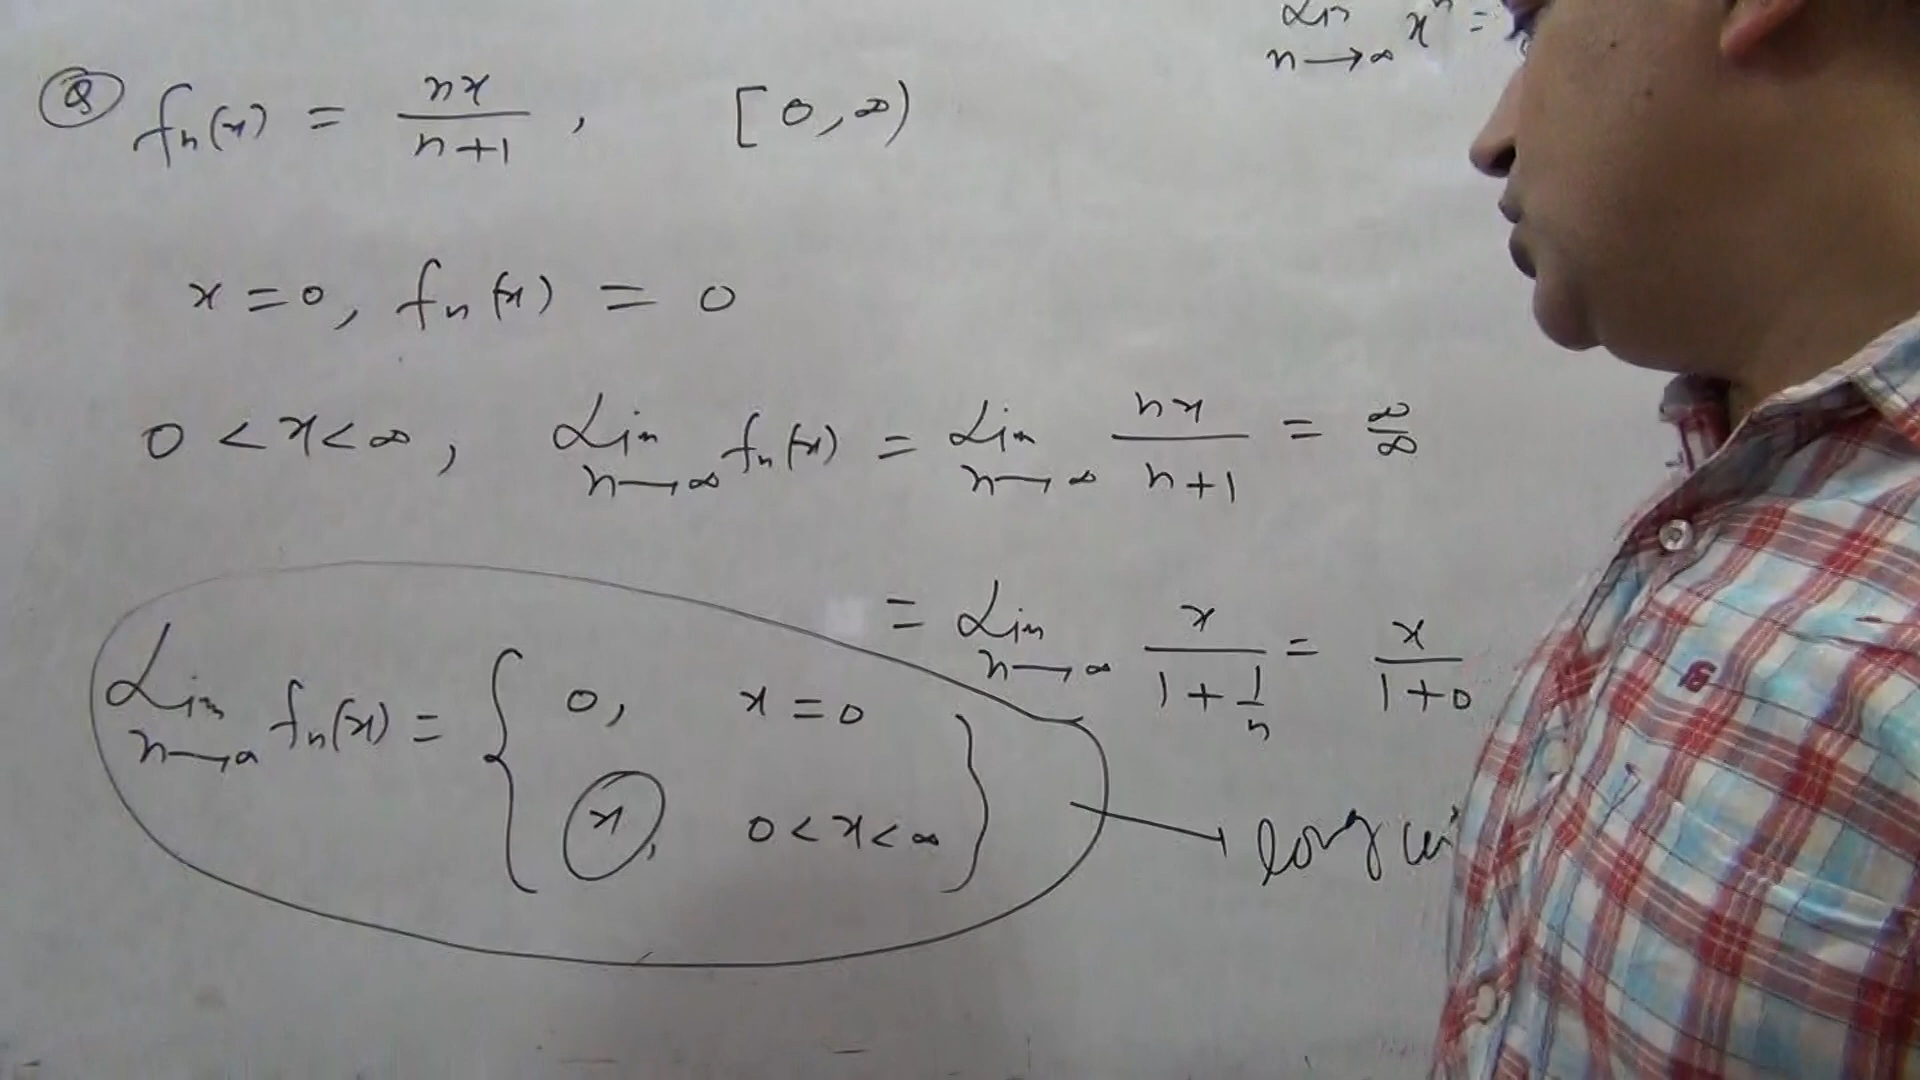 Lim x^n =
n→∞
Q fn(x) = nx/n+1 , [0,∞)
x=0, fn(x) = 0
0<x<∞, Lim n→∞ fn(x) = Lim n→∞ nx/n+1 = ∞/∞
= Lim n→∞ x/1+1/n = x/1+0
Lim n→∞ fn(x) = { 0, x=0
x, 0<x<∞ }